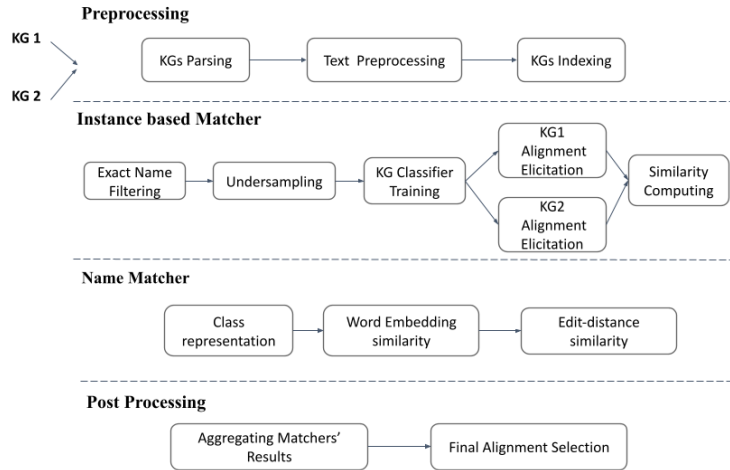 Preprocessing
KG 1
KG 2
KGs Parsing
Text Preprocessing
KGs Indexing
Instance based Matcher
Exact Name
Filtering
Undersampling
KG Classifier
Training
KG1
Alignment
Elicitation
KG2
Alignment
Elicitation
Similarity
Computing
Name Matcher
Class
representation
Word Embedding
similarity
Edit-distance
similarity
Post Processing
Aggregating Matchers’
Results
Final Alignment Selection